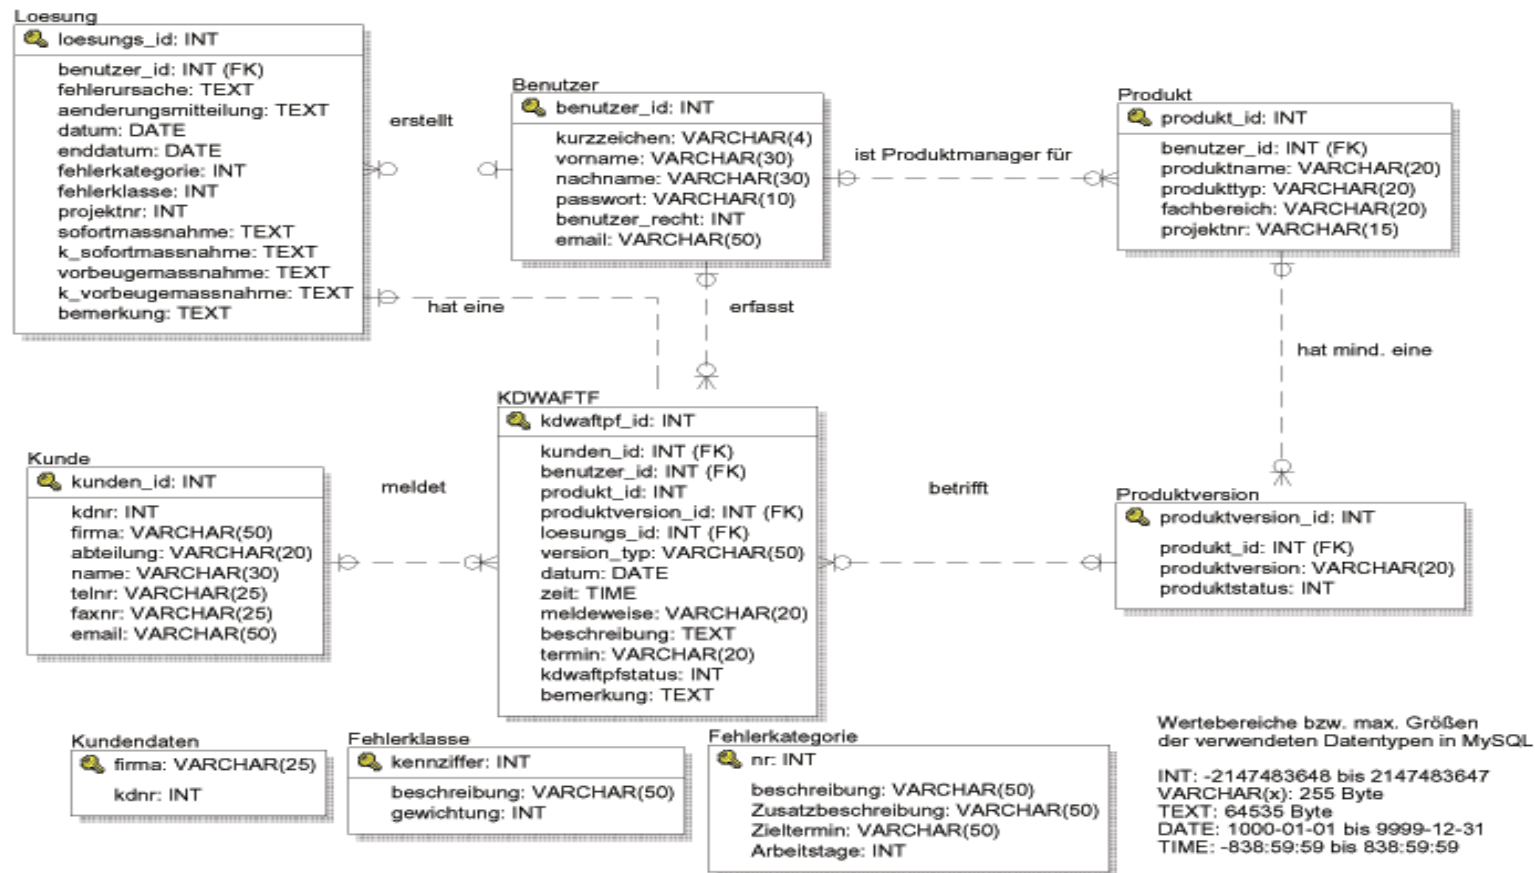 Loesung
loesungs_id: INT
benutzer_id: INT (FK)
fehlerursache: TEXT
aenderungsmitteilung: TEXT
datum: DATE
enddatum: DATE
fehlerkategorie: INT
fehlerklasse: INT
projektnr: INT
sofortmassnahme: TEXT
k_sofortmassnahme: TEXT
vorbeugemassnahme: TEXT
k_vorbeugemassnahme: TEXT
bemerkung: TEXT
erstellt
Benutzer
benutzer_id: INT
kurzzeichen: VARCHAR(4)
vorname: VARCHAR(30)
nachname: VARCHAR(30)
passwort: VARCHAR(10)
benutzer_recht: INT
email: VARCHAR(50)
ist Produktmanager für
Produkt
produkt_id: INT
benutzer_id: INT (FK)
produktname: VARCHAR(20)
produkttyp: VARCHAR(20)
fachbereich: VARCHAR(20)
projektnr: VARCHAR(15)
hat eine
erfasst
hat mind. eine
Kunde
kunden_id: INT
kdnr: INT
firma: VARCHAR(50)
abteilung: VARCHAR(20)
name: VARCHAR(30)
telnr: VARCHAR(25)
faxnr: VARCHAR(25)
email: VARCHAR(50)
meldet
KDWAFTF
kdwaftpf_id: INT
kunden_id: INT (FK)
benutzer_id: INT (FK)
produkt_id: INT
produktversion_id: INT (FK)
loesungs_id: INT (FK)
version_typ: VARCHAR(50)
datum: DATE
zeit: TIME
meldeweise: VARCHAR(20)
beschreibung: TEXT
termin: VARCHAR(20)
kdwaftpfstatus: INT
bemerkung: TEXT
betrifft
Produktversion
produktversion_id: INT
produkt_id: INT (FK)
produktversion: VARCHAR(20)
produktstatus: INT
Kundendaten
firma: VARCHAR(25)
kdnr: INT
Fehlerklasse
kennziffer: INT
beschreibung: VARCHAR(50)
gewichtung: INT
Fehlerkategorie
nr: INT
beschreibung: VARCHAR(50)
Zusatzbeschreibung: VARCHAR(50)
Zieltermin: VARCHAR(50)
Arbeitstage: INT
Wertebereiche bzw. max. Größen
der verwendeten Datentypen in MySQL
INT: -2147483648 bis 2147483647
VARCHAR(x): 255 Byte
TEXT: 64535 Byte
DATE: 1000-01-01 bis 9999-12-31
TIME: -838:59:59 bis 838:59:59